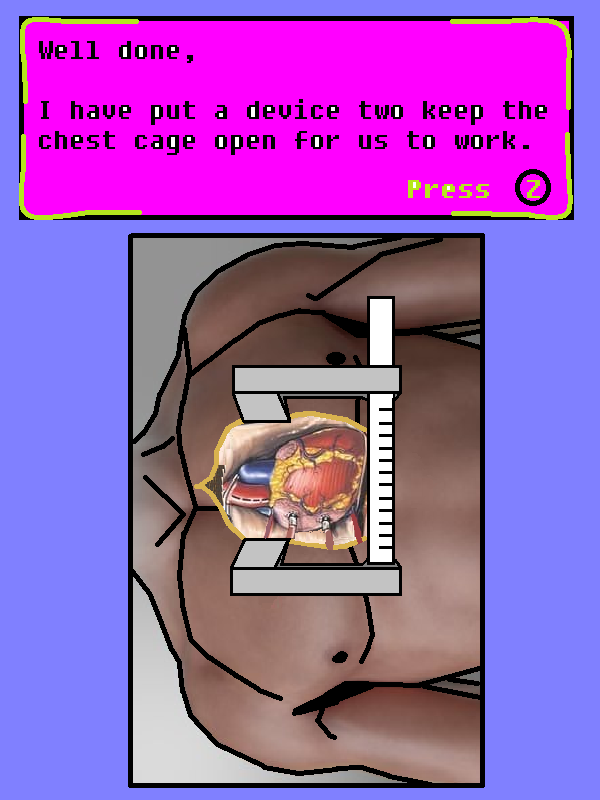 Well done,
I have put a device two keep the
chest cage open for us to work.
Press Z